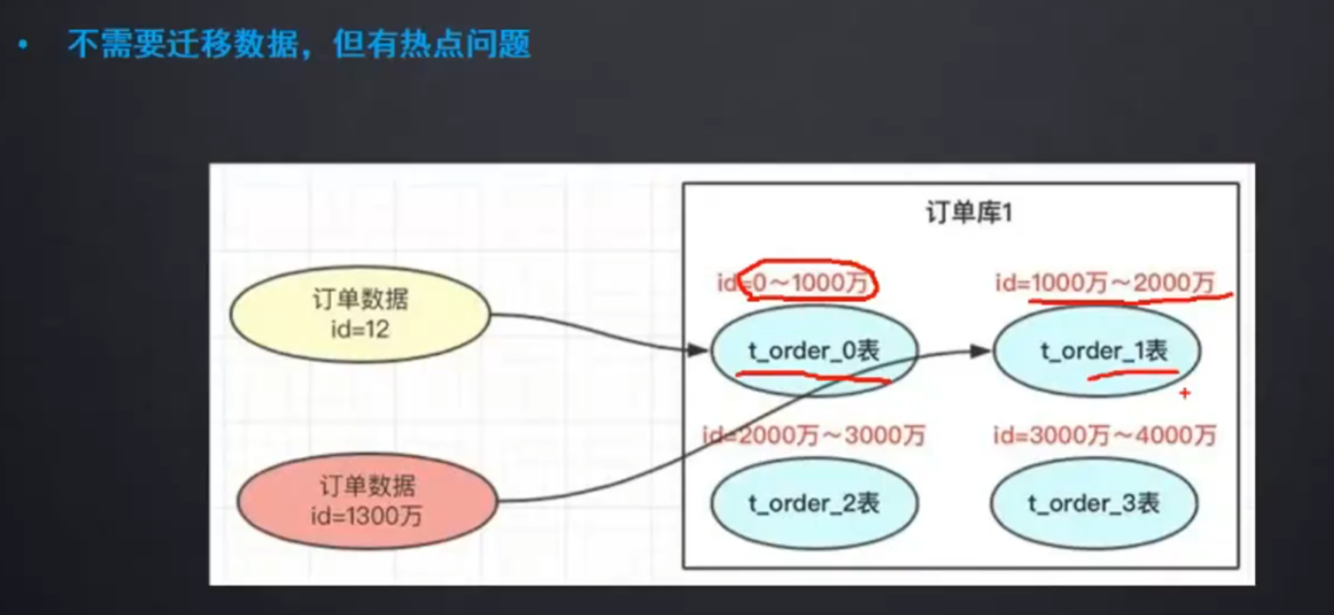 • 不需要迁移数据，但有热点问题
订单库1
id=0～1000万
id=1000万～2000万
订单数据
id=12
t_order_0表
t_order_1表
id=2000万～3000万
id=3000万～4000万
订单数据
id=1300万
t_order_2表
t_order_3表